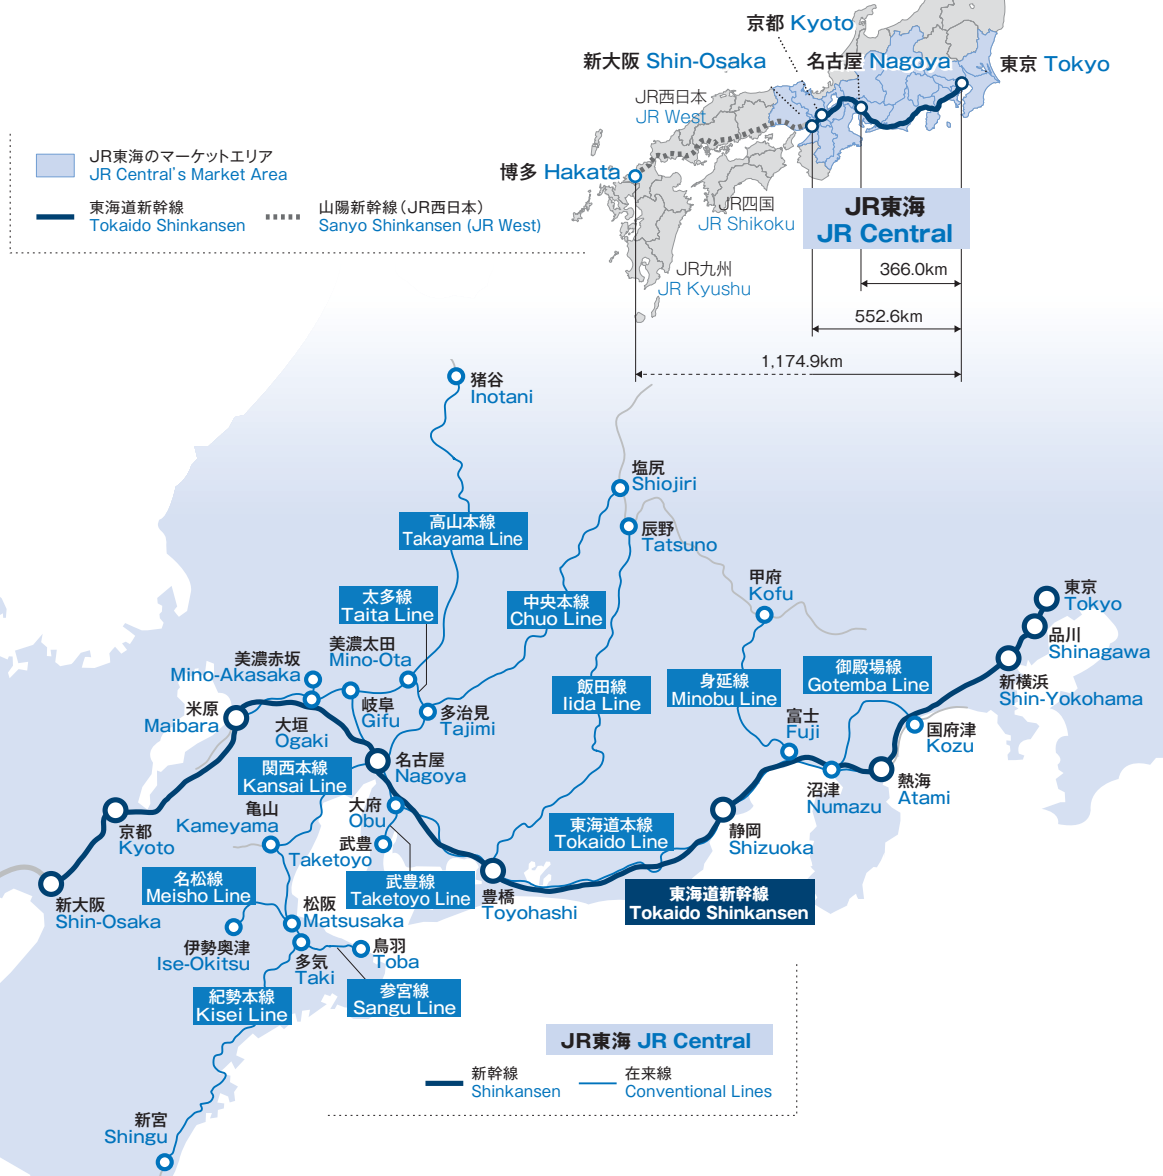 京都 Kyoto
新大阪 Shin-Osaka
名古屋 Nagoya
東京 Tokyo
JR西日本
JR West
博多 Hakata
JR四国
JR Shikoku
JR九州
JR Kyushu
JR東海
JR Central
366.0km
552.6km
1,174.9km
JR東海のマーケットエリア
JR Central's Market Area
東海道新幹線
Tokaido Shinkansen
山陽新幹線（JR西日本）
Sanyo Shinkansen (JR West)
猪谷
Inotani
塩尻
Shiojiri
高山本線
Takayama Line
辰野
Tatsuno
甲府
Kofu
東京
Tokyo
太多線
Taita Line
中央本線
Chuo Line
品川
Shinagawa
美濃太田
Mino-Ota
美濃赤坂
Mino-Akasaka
御殿場線
Gotemba Line
新横浜
Shin-Yokohama
飯田線
Iida Line
身延線
Minobu Line
米原
Maibara
大垣
Ogaki
岐阜
Gifu
多治見
Tajimi
富士
Fuji
国府津
Kozu
名古屋
Nagoya
関西本線
Kansai Line
熱海
Atami
沼津
Numazu
大府
Obu
亀山
Kameyama
京都
Kyoto
武豊
Taketoyo
東海道本線
Tokaido Line
静岡
Shizuoka
名松線
Meisho Line
武豊線
Taketoyo Line
豊橋
Toyohashi
東海道新幹線
Tokaido Shinkansen
新大阪
Shin-Osaka
松阪
Matsusaka
伊勢奥津
Ise-Okitsu
多気
Taki
鳥羽
Toba
紀勢本線
Kisei Line
参宮線
Sangu Line
新宮
Shingu
JR東海 JR Central
新幹線
Shinkansen
在来線
Conventional Lines